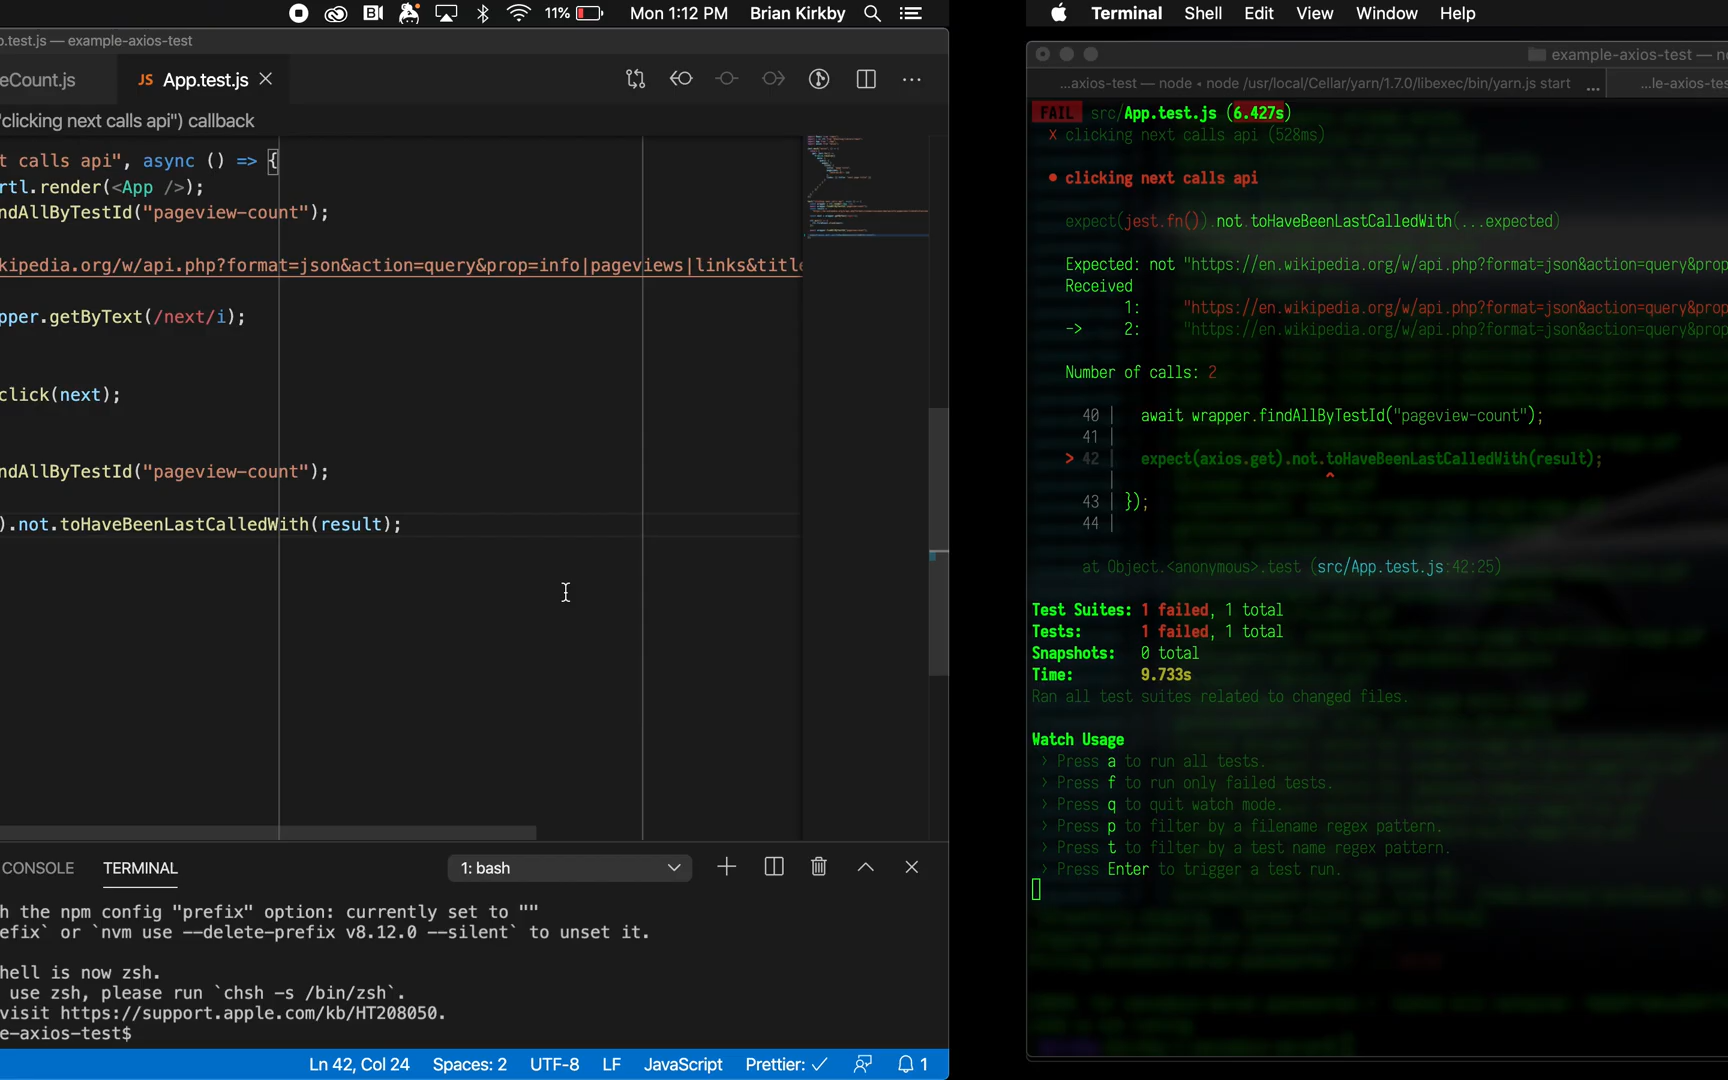 11% Mon 1:12 PM Brian Kirkby
.test.js — example-axios-test
eCount.js JS App.test.js
"clicking next calls api") callback
t calls api", async () => {
rtl.render(<App />);
ndAllByTestId("pageview-count");
kipedia.org/w/api.php?format=json&action=query&prop=info|pageviews|links&title
pper.getByText(/next/i);
click(next);
ndAllByTestId("pageview-count");
).not.toHaveBeenLastCalledWith(result);
CONSOLE TERMINAL 1: bash
h the npm config "prefix" option: currently set to ""
efix` or `nvm use --delete-prefix v8.12.0 --silent` to unset it.
hell is now zsh.
use zsh, please run `chsh -s /bin/zsh`.
visit https://support.apple.com/kb/HT208050.
e-axios-test$
Ln 42, Col 24 Spaces: 2 UTF-8 LF JavaScript Prettier: ✓ 1
Terminal Shell Edit View Window Help
example-axios-test —
...axios-test — node ◂ node /usr/local/Cellar/yarn/1.7.0/libexec/bin/yarn.js start ... ...le-axios-tes
FAIL src/App.test.js (6.427s)
X clicking next calls api (528ms)
● clicking next calls api
expect(jest.fn()).not.toHaveBeenLastCalledWith(...expected)
Expected: not "https://en.wikipedia.org/w/api.php?format=json&action=query&prop
Received
1: "https://en.wikipedia.org/w/api.php?format=json&action=query&prop
-> 2: "https://en.wikipedia.org/w/api.php?format=json&action=query&prop
Number of calls: 2
40 | await wrapper.findAllByTestId("pageview-count");
41 |
> 42 | expect(axios.get).not.toHaveBeenLastCalledWith(result);
| ^
43 | });
44 |
at Object.<anonymous>.test (src/App.test.js:42:25)
Test Suites: 1 failed, 1 total
Tests: 1 failed, 1 total
Snapshots: 0 total
Time: 9.733s
Ran all test suites related to changed files.
Watch Usage
› Press a to run all tests.
› Press f to run only failed tests.
› Press q to quit watch mode.
› Press p to filter by a filename regex pattern.
› Press t to filter by a test name regex pattern.
› Press Enter to trigger a test run.